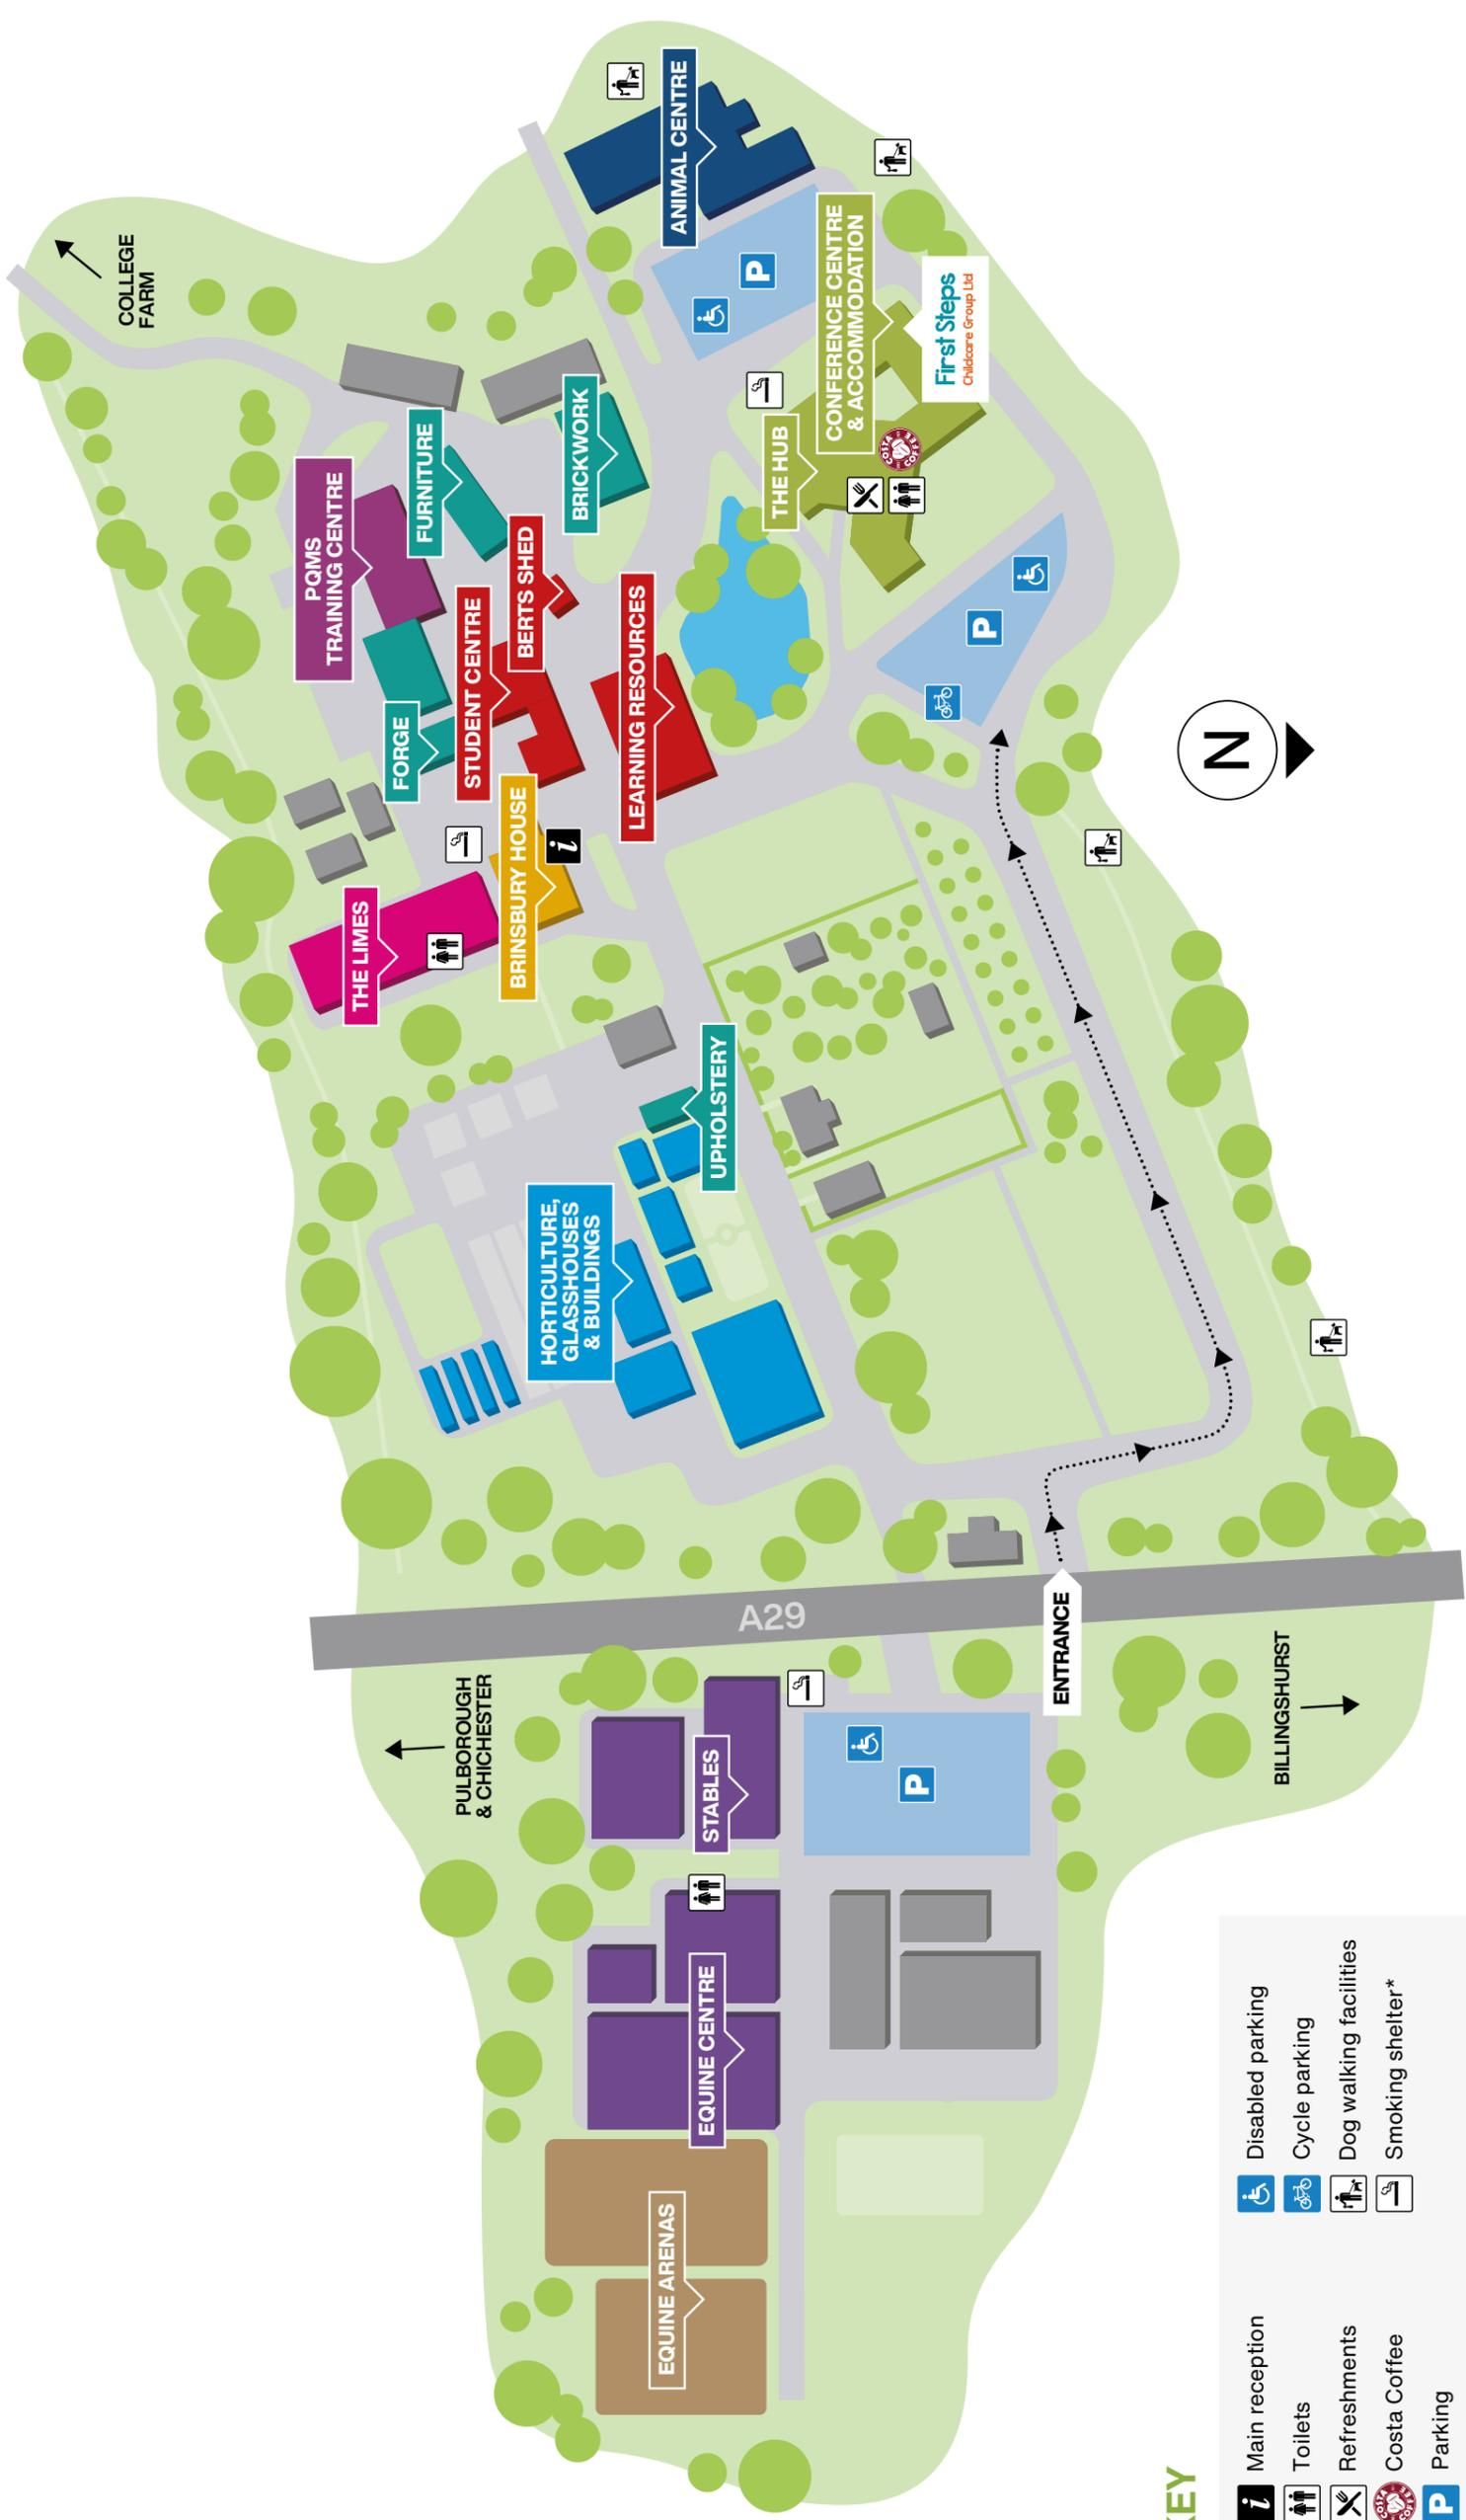 COLLEGE
FARM
PQMS
TRAINING CENTRE
THE LIMES
FORGE
FURNITURE
STUDENT CENTRE
BERTS SHED
BRINSBURY HOUSE
BRICKWORK
LEARNING RESOURCES
ANIMAL CENTRE
PULBOROUGH
& CHICHESTER
HORTICULTURE,
GLASSHOUSES
& BUILDINGS
UPHOLSTERY
EQUINE ARENAS
EQUINE CENTRE
STABLES
A29
THE HUB
CONFERENCE CENTRE
& ACCOMMODATION
COSTA
COFFEE
First Steps
Childcare Group Ltd
P
P
P
i
ENTRANCE
BILLINGSHURST
N
KEY
i Main reception
Toilets
Refreshments
COSTA Costa Coffee
P Parking
Disabled parking
Cycle parking
Dog walking facilities
Smoking shelter*